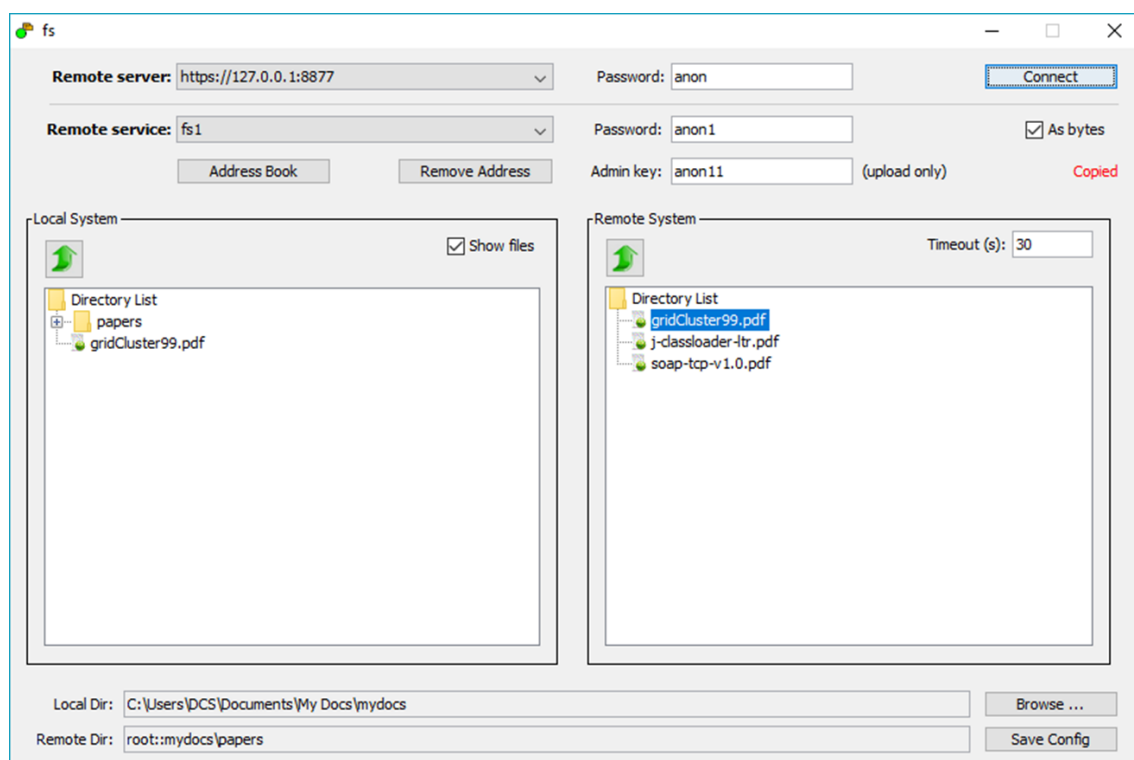 fs
Remote server: https://127.0.0.1:8877 Password: anon Connect
Remote service: fs1 Password: anon1 As bytes
Address Book Remove Address Admin key: anon11 (upload only) Copied
Local System
Show files
Directory List
papers
gridCluster99.pdf
Remote System
Timeout (s): 30
Directory List
gridCluster99.pdf
j-classloader-ltr.pdf
soap-tcp-v1.0.pdf
Local Dir: C:\Users\DCS\Documents\My Docs\mydocs Browse ...
Remote Dir: root::mydocs\papers Save Config